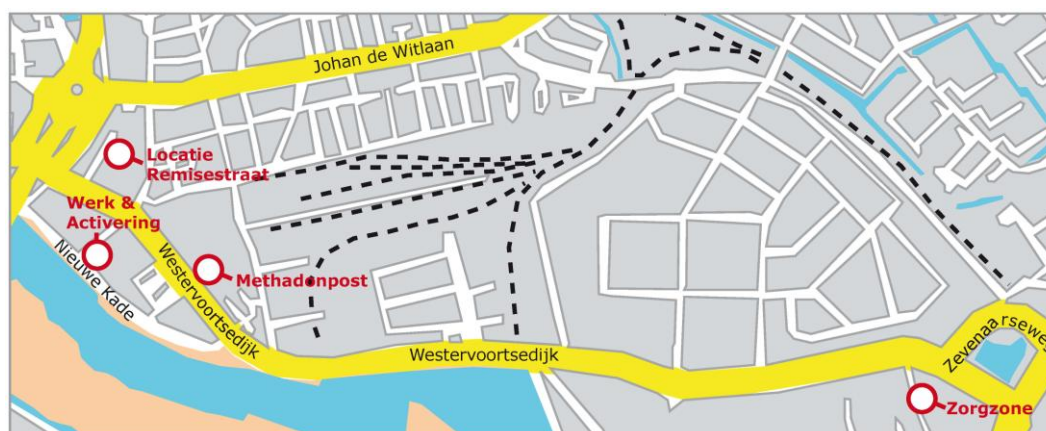 Johan de Witlaan
Locatie
Remisestraat
Werk &
Activering
Nieuwe Kade
Westervoortsedijk
Methadonpost
Westervoortsedijk
Zevenaarseweg
Zorgzone